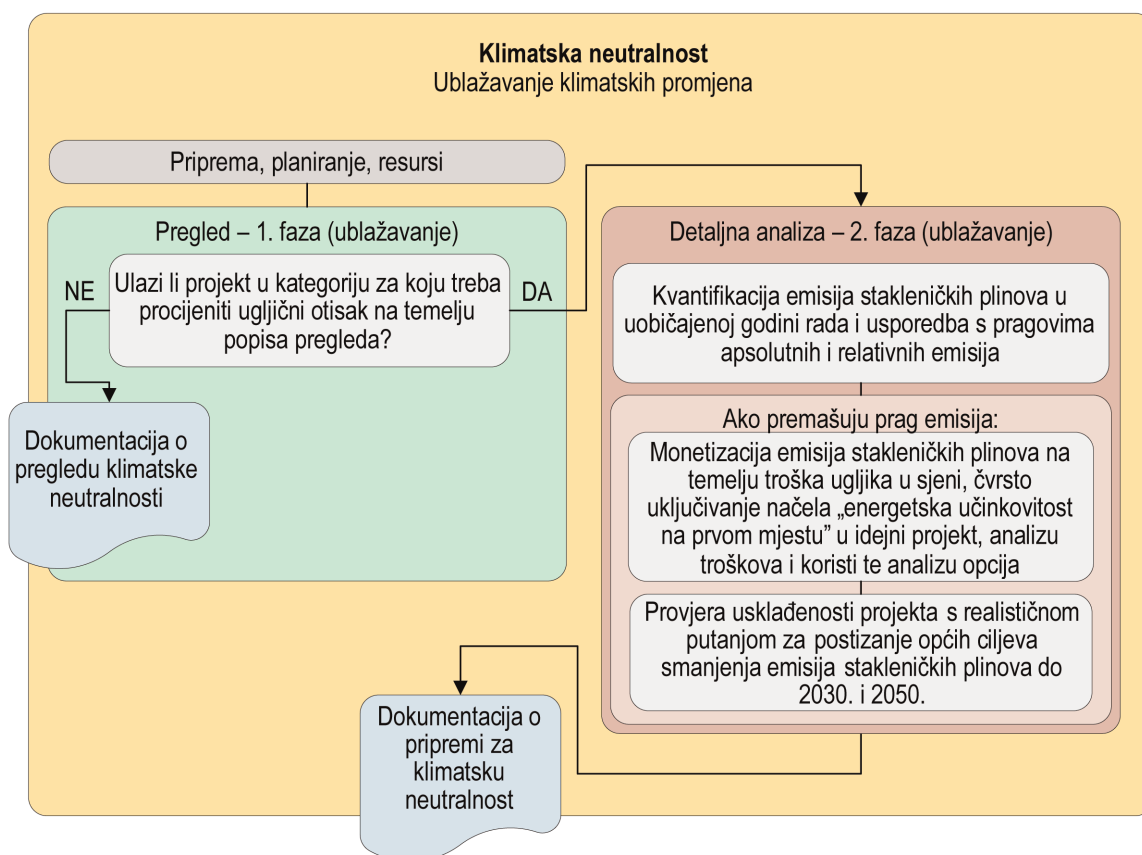 Klimatska neutralnost
Ublažavanje klimatskih promjena
Priprema, planiranje, resursi
Pregled – 1. faza (ublažavanje)
NE
Ulazi li projekt u kategoriju za koju treba
procijeniti ugljični otisak na temelju
popisa pregleda?
DA
Dokumentacija o
pregledu klimatske
neutralnosti
Detaljna analiza – 2. faza (ublažavanje)
Kvantifikacija emisija stakleničkih plinova u
uobičajenoj godini rada i usporedba s pragovima
apsolutnih i relativnih emisija
Ako premašuju prag emisija:
Monetizacija emisija stakleničkih plinova na
temelju troška ugljika u sjeni, čvrsto
uključivanje načela „energetska učinkovitost
na prvom mjestu” u idejni projekt, analizu
troškova i koristi te analizu opcija
Provjera usklađenosti projekta s realističnom
putanjom za postizanje općih ciljeva
smanjenja emisija stakleničkih plinova do
2030. i 2050.
Dokumentacija o
pripremi za
klimatsku
neutralnost